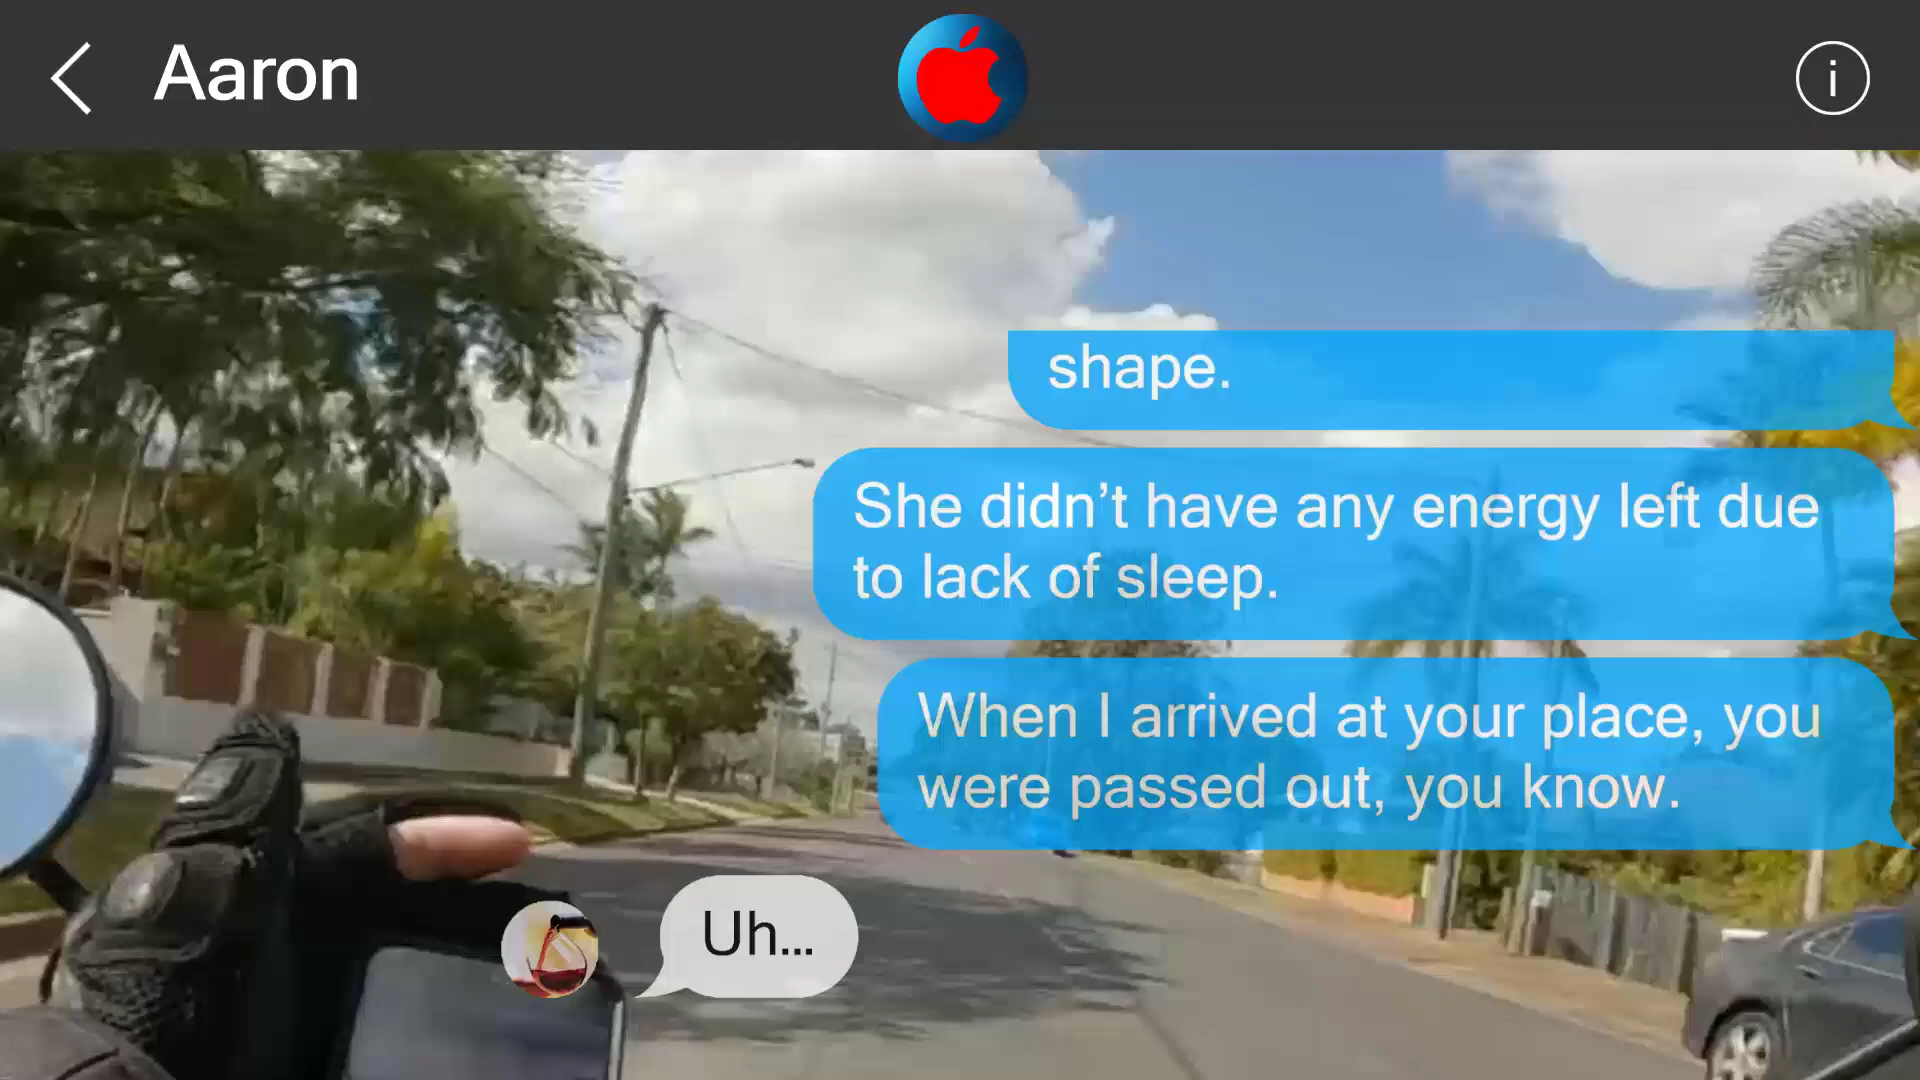 Aaron
shape.
She didn’t have any energy left due
to lack of sleep.
When I arrived at your place, you
were passed out, you know.
Uh...